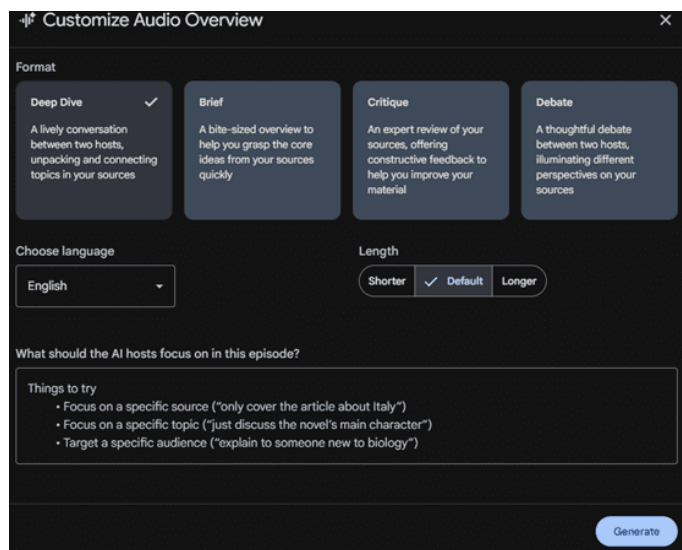 Customize Audio Overview
Format
Deep Dive
A lively conversation
between two hosts,
unpacking and connecting
topics in your sources
Brief
A bite-sized overview to
help you grasp the core
ideas from your sources
quickly
Critique
An expert review of your
sources, offering
constructive feedback to
help you improve your
material
Debate
A thoughtful debate
between two hosts,
illuminating different
perspectives on your
sources
Choose language
English
Length
Shorter Default Longer
What should the AI hosts focus on in this episode?
Things to try
• Focus on a specific source (“only cover the article about Italy”)
• Focus on a specific topic (“just discuss the novel’s main character”)
• Target a specific audience (“explain to someone new to biology”)
Generate